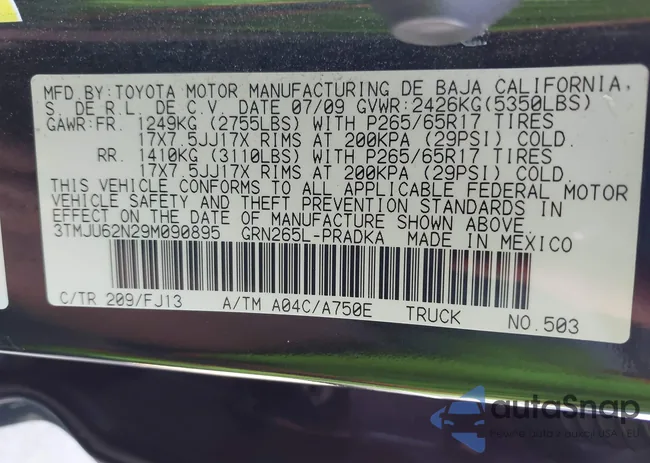 MFD.BY:TOYOTA MOTOR MANUFACTURING DE BAJA CALIFORNIA,
S. DE R.L. DE C.V. DATE 07/09 GVWR:2426KG(5350LBS)
GAWR:FR. 1249KG (2755LBS) WITH P265/65R17 TIRES
17X7.5JJ17X RIMS AT 200KPA (29PSI) COLD.
RR. 1410KG (3110LBS) WITH P265/65R17 TIRES
17X7.5JJ17X RIMS AT 200KPA (29PSI) COLD.
THIS VEHICLE CONFORMS TO ALL APPLICABLE FEDERAL MOTOR
VEHICLE SAFETY AND THEFT PREVENTION STANDARDS IN
EFFECT ON THE DATE OF MANUFACTURE SHOWN ABOVE.
3TMJU62N29M090895 GRN265L-PRADKA MADE IN MEXICO
C/TR 209/FJ13 A/TM A04C/A750E TRUCK NO.503
autoSnap